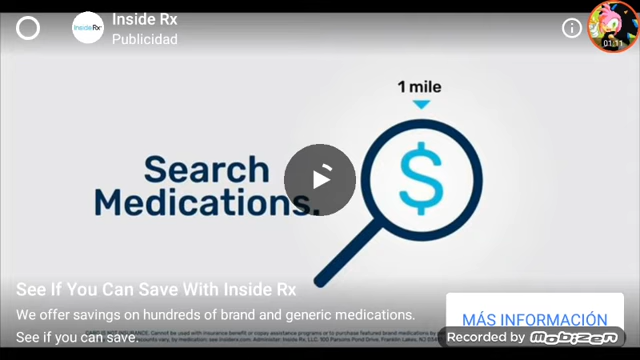 Inside Rx
Publicidad
Inside Rx
01:11
1 mile
Search
Medications.
$
See If You Can Save With Inside Rx
We offer savings on hundreds of brand and generic medications.
See if you can save.
MÁS INFORMACIÓN
Recorded by Mobizen